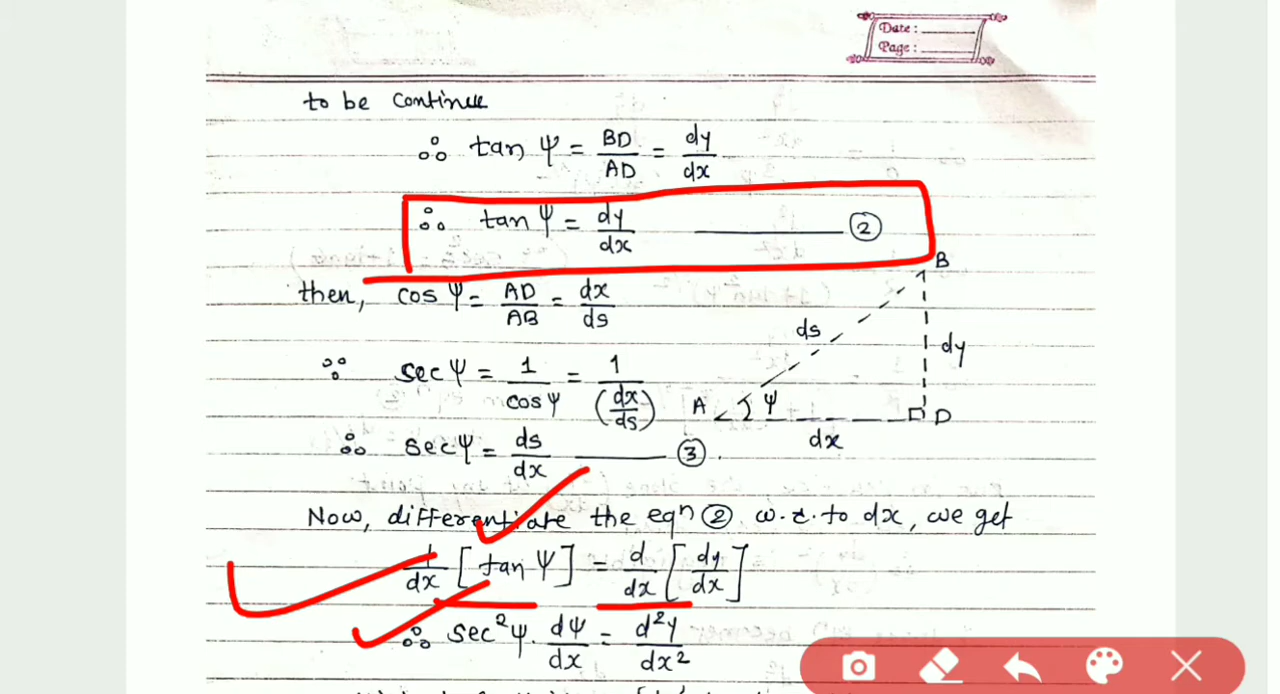 Date :
Page :
to be continue
∴ tan ψ = BD/AD = dy/dx
∴ tan ψ = dy/dx ——— ②
then, cos ψ = AD/AB = dx/ds
∵ sec ψ = 1/cos ψ = 1/(dx/ds)
∴ sec ψ = ds/dx ——— ③
B
ds
dy
A
ψ
D
dx
Now, differentiate the eqn ② w.r.to dx, we get
d/dx [tan ψ] = d/dx [dy/dx]
∴ sec²ψ. dψ/dx = d²y/dx²